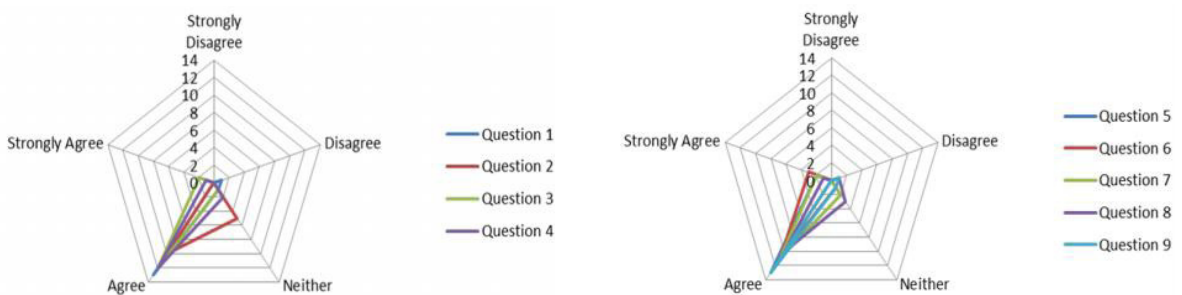 Strongly
Disagree
14
12
10
8
6
4
2
0
Strongly Agree
Disagree
Agree
Neither
Question 1
Question 2
Question 3
Question 4
Strongly
Disagree
14
12
10
8
6
4
2
0
Strongly Agree
Disagree
Agree
Neither
Question 5
Question 6
Question 7
Question 8
Question 9